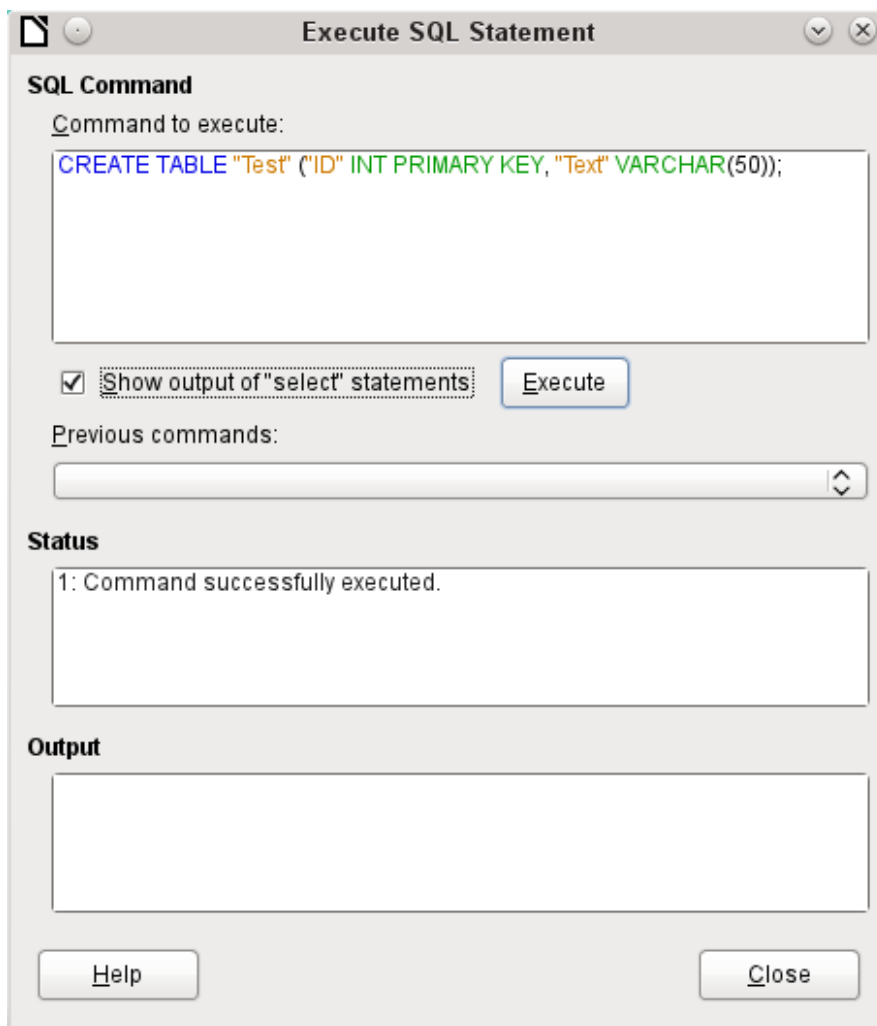 Execute SQL Statement
SQL Command
Command to execute:
CREATE TABLE "Test" ("ID" INT PRIMARY KEY, "Text" VARCHAR(50));
Show output of "select" statements
Execute
Previous commands:
Status
1: Command successfully executed.
Output
Help
Close